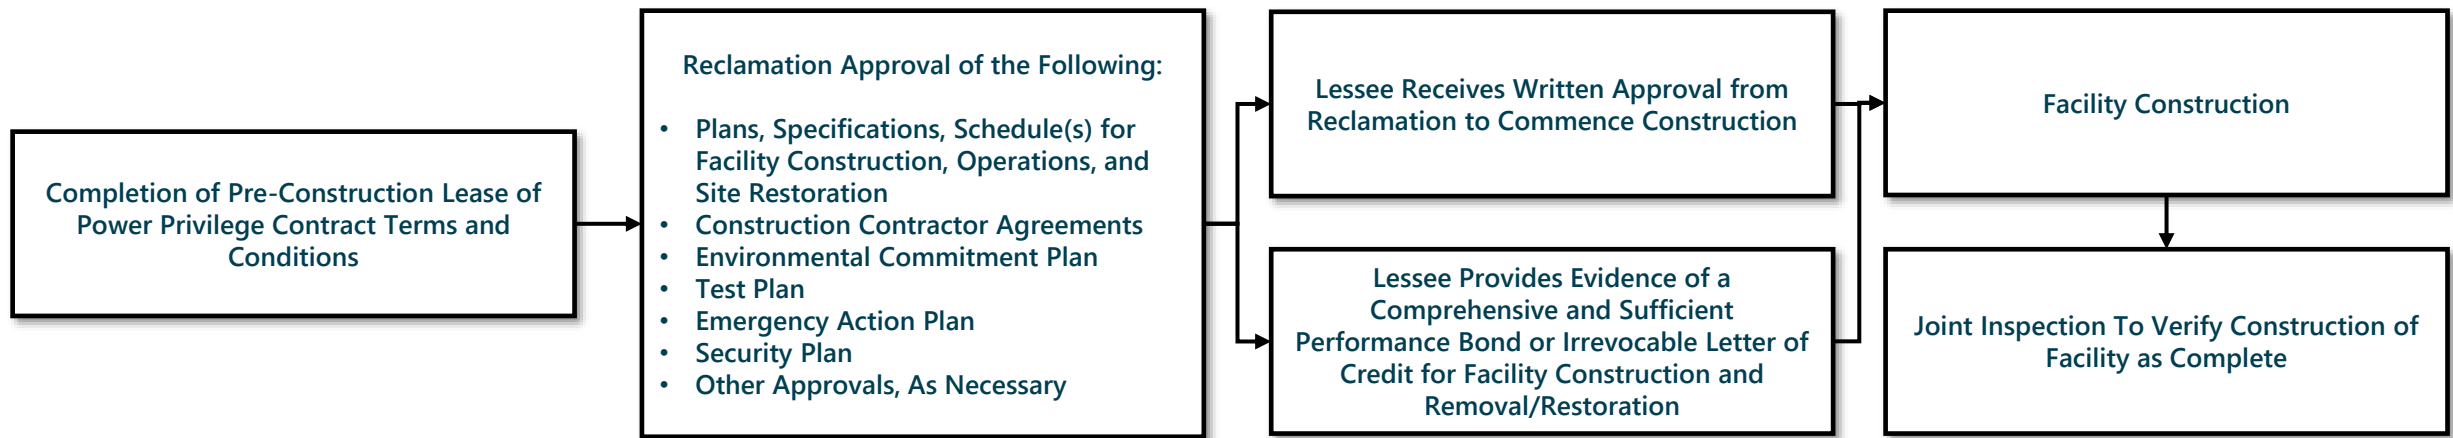 Completion of Pre-Construction Lease of
Power Privilege Contract Terms and
Conditions
Reclamation Approval of the Following:
• Plans, Specifications, Schedule(s) for
Facility Construction, Operations, and
Site Restoration
• Construction Contractor Agreements
• Environmental Commitment Plan
• Test Plan
• Emergency Action Plan
• Security Plan
• Other Approvals, As Necessary
Lessee Receives Written Approval from
Reclamation to Commence Construction
Lessee Provides Evidence of a
Comprehensive and Sufficient
Performance Bond or Irrevocable Letter of
Credit for Facility Construction and
Removal/Restoration
Facility Construction
Joint Inspection To Verify Construction of
Facility as Complete